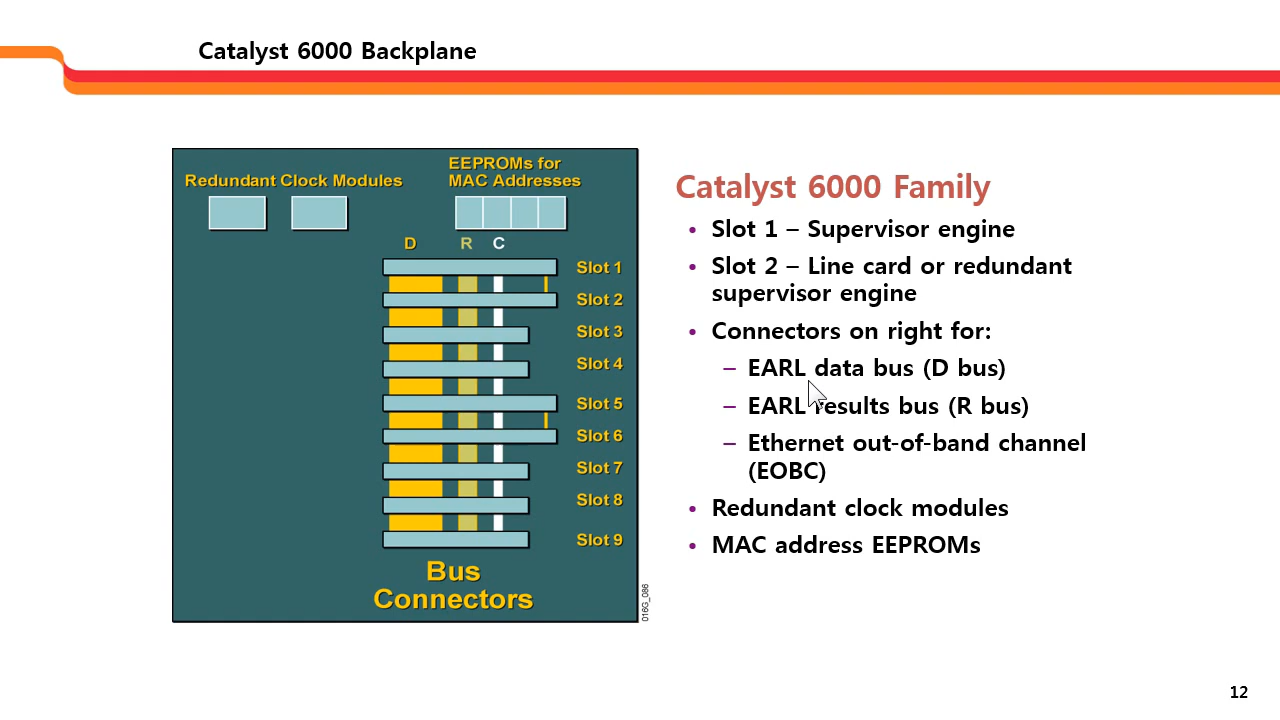 Catalyst 6000 Backplane
Redundant Clock Modules
EEPROMs for
MAC Addresses
D R C
Slot 1
Slot 2
Slot 3
Slot 4
Slot 5
Slot 6
Slot 7
Slot 8
Slot 9
Bus
Connectors
016G_086
Catalyst 6000 Family
• Slot 1 – Supervisor engine
• Slot 2 – Line card or redundant
supervisor engine
• Connectors on right for:
– EARL data bus (D bus)
– EARL results bus (R bus)
– Ethernet out-of-band channel
(EOBC)
• Redundant clock modules
• MAC address EEPROMs
12